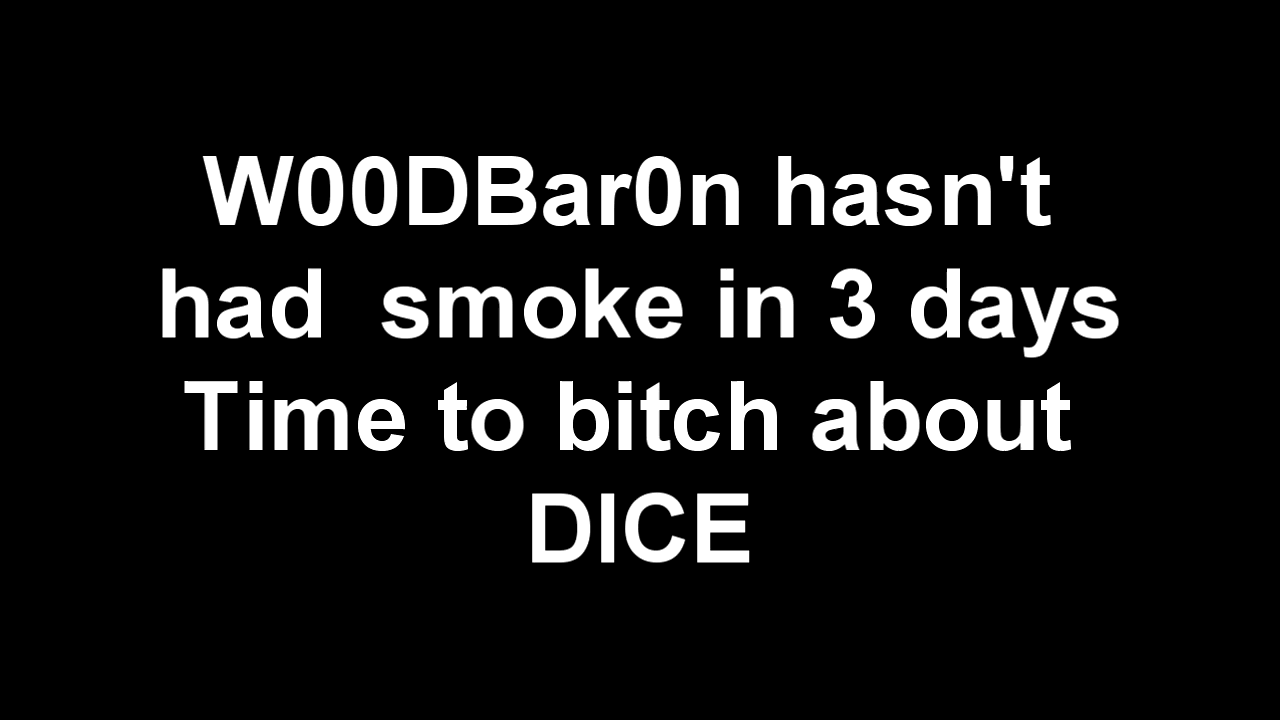 W00DBar0n hasn't
had  smoke in 3 days
Time to bitch about
DICE